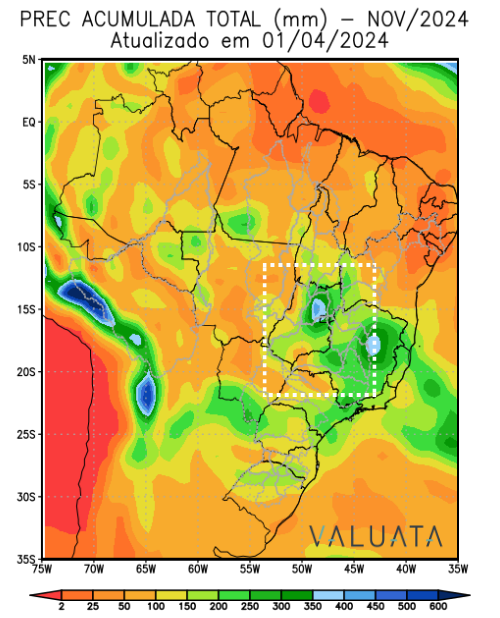 PREC ACUMULADA TOTAL (mm) – NOV/2024
Atualizado em 01/04/2024
5N
EQ
5S
10S
15S
20S
25S
30S
35S
75W 70W 65W 60W 55W 50W 45W 40W 35W
VALUATA
2 25 50 100 150 200 250 300 350 400 450 500 600